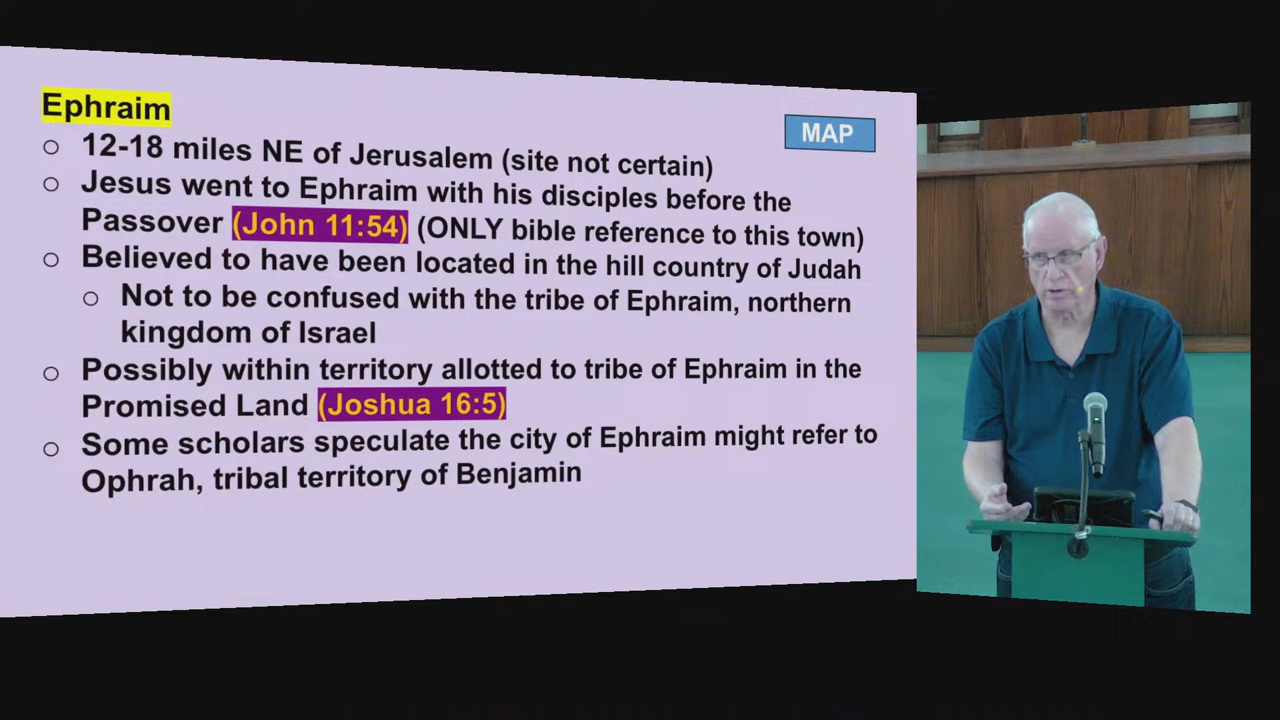 Ephraim
MAP
○ 12-18 miles NE of Jerusalem (site not certain)
○ Jesus went to Ephraim with his disciples before the
Passover (John 11:54) (ONLY bible reference to this town)
○ Believed to have been located in the hill country of Judah
○ Not to be confused with the tribe of Ephraim, northern
kingdom of Israel
○ Possibly within territory allotted to tribe of Ephraim in the
Promised Land (Joshua 16:5)
○ Some scholars speculate the city of Ephraim might refer to
Ophrah, tribal territory of Benjamin